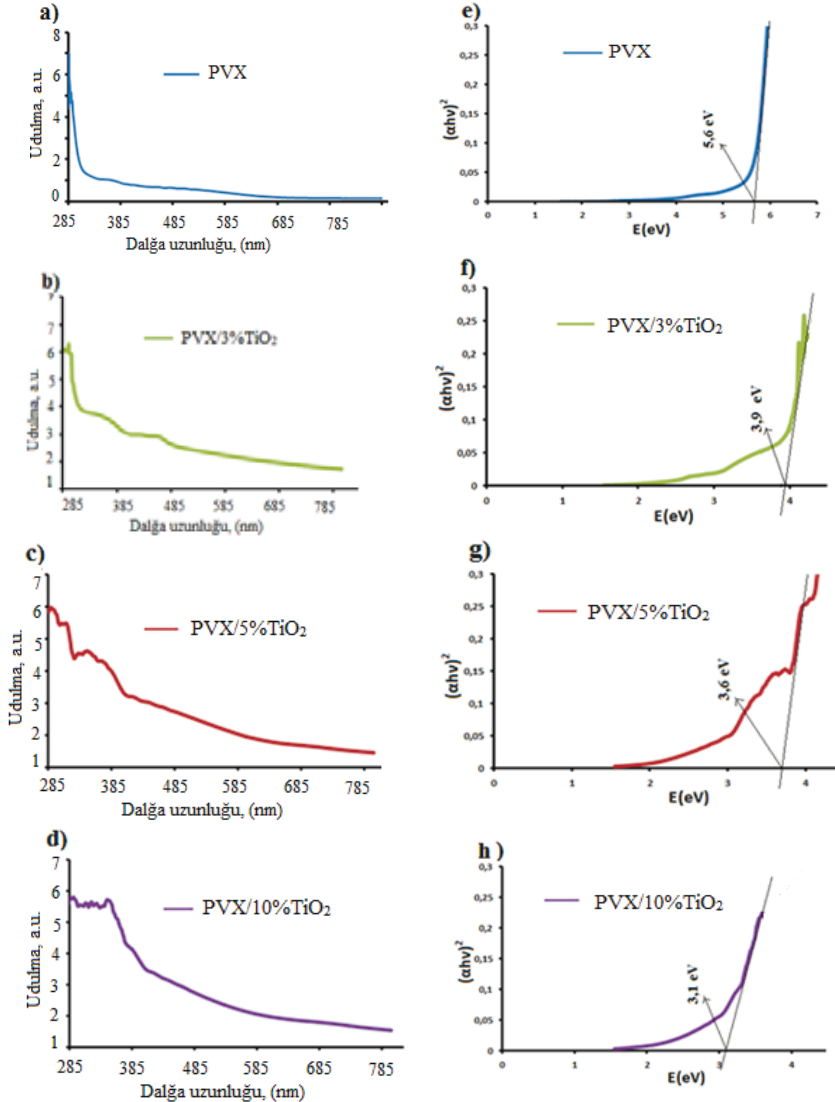 a)
8
7
6
4
2
1
0
Udulma, a.u.
PVX
285 385 485 585 685 785
Dalğa uzunluğu, (nm)
e)
0,3
0,25
0,2
0,15
0,1
0,05
0
(αhν)²
PVX
5,6 eV
0 1 2 3 4 5 6 7
E(eV)
b)
7
6
5
4
3
2
1
Udulma, a.u.
PVX/3%TiO₂
285 385 485 585 685 785
Dalğa uzunluğu, (nm)
f)
0,3
0,25
0,2
0,15
0,1
0,05
0
(αhν)²
PVX/3%TiO₂
3,9 eV
0 1 2 3 4
E(eV)
c)
7
6
5
4
3
2
1
Udulma, a.u.
PVX/5%TiO₂
285 385 485 585 685 785
Dalğa uzunluğu, (nm)
g)
0,3
0,25
0,2
0,15
0,1
0,05
0
(αhν)²
PVX/5%TiO₂
3,6 eV
0 1 2 3 4
E(eV)
d)
7
6
5
4
3
2
1
Udulma, a.u.
PVX/10%TiO₂
285 385 485 585 685 785
Dalğa uzunluğu, (nm)
h)
0,3
0,25
0,2
0,15
0,1
0,05
0
(αhν)²
PVX/10%TiO₂
3,1 eV
0 1 2 3 4
E(eV)